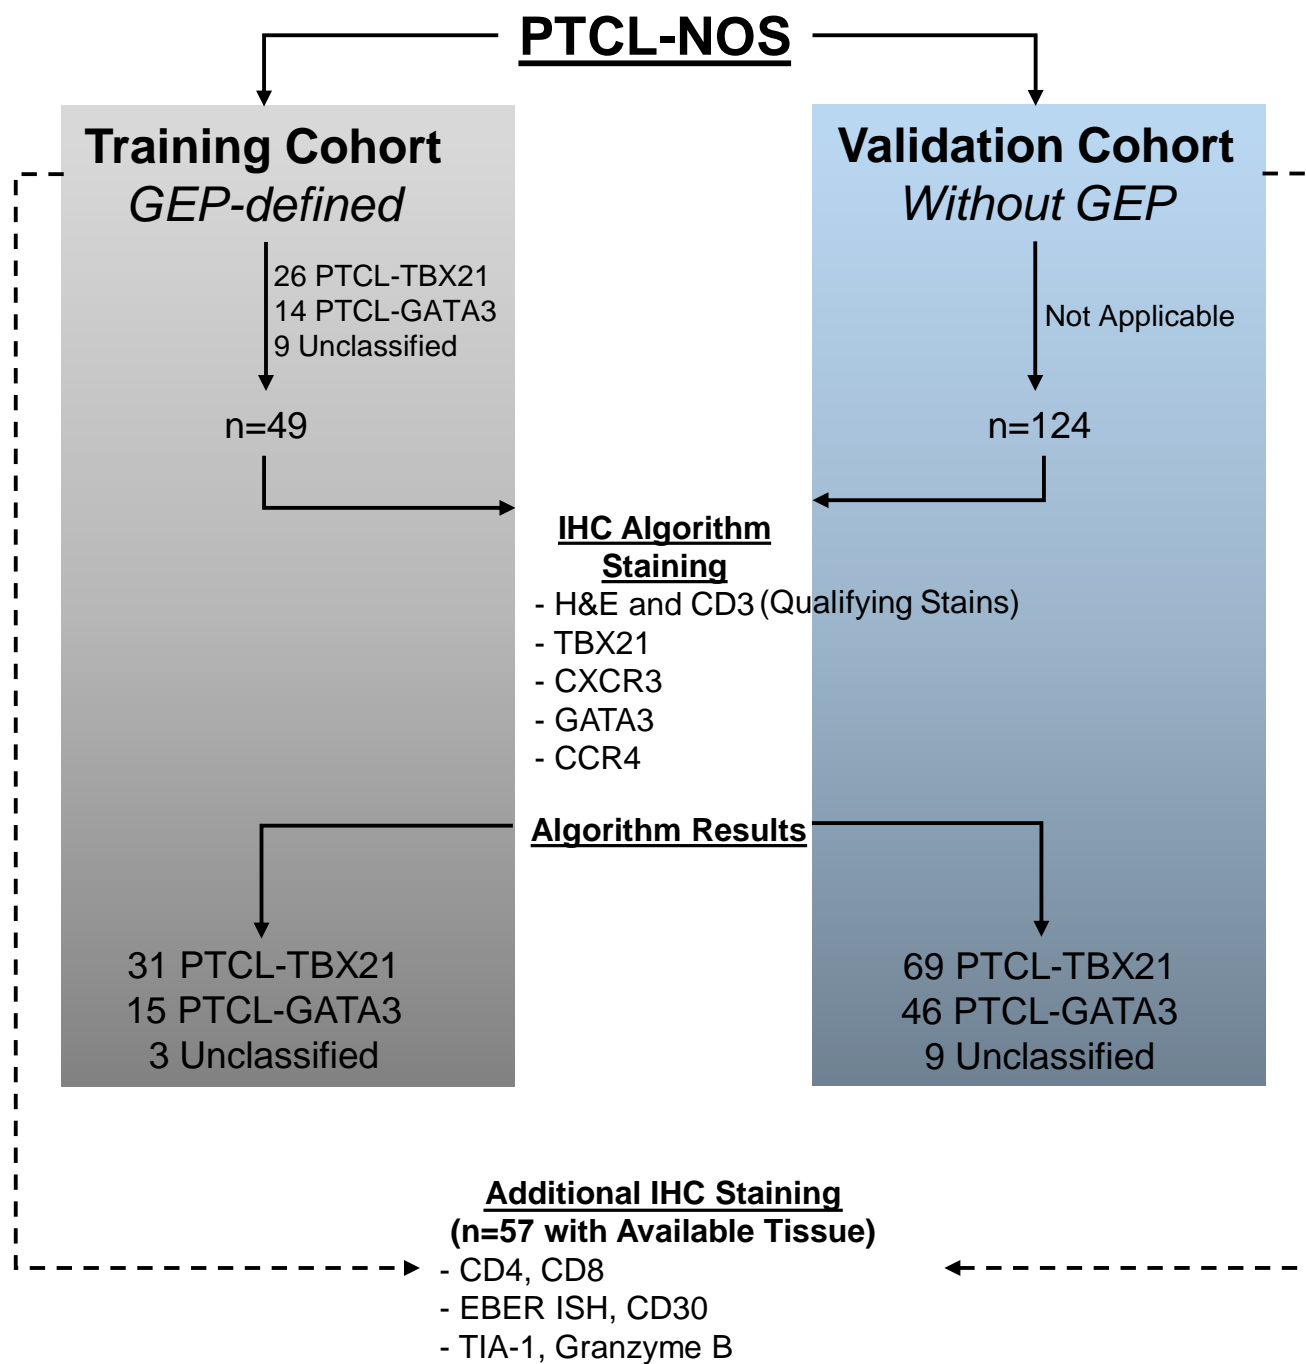 PTCL-NOS
Training Cohort
GEP-defined
26 PTCL-TBX21
14 PTCL-GATA3
9 Unclassified
n=49
Validation Cohort
Without GEP
Not Applicable
n=124
IHC Algorithm
Staining
- H&E and CD3 (Qualifying Stains)
- TBX21
- CXCR3
- GATA3
- CCR4
Algorithm Results
31 PTCL-TBX21
15 PTCL-GATA3
3 Unclassified
69 PTCL-TBX21
46 PTCL-GATA3
9 Unclassified
Additional IHC Staining
(n=57 with Available Tissue)
- CD4, CD8
- EBER ISH, CD30
- TIA-1, Granzyme B